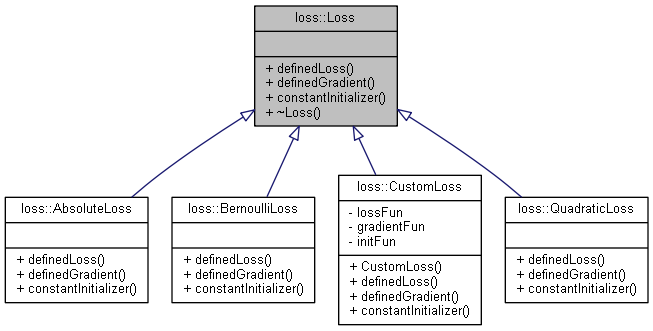 loss::Loss
+ definedLoss()
+ definedGradient()
+ constantInitializer()
+ ~Loss()
loss::AbsoluteLoss
+ definedLoss()
+ definedGradient()
+ constantInitializer()
loss::BernoulliLoss
+ definedLoss()
+ definedGradient()
+ constantInitializer()
loss::CustomLoss
- lossFun
- gradientFun
- initFun
+ CustomLoss()
+ definedLoss()
+ definedGradient()
+ constantInitializer()
loss::QuadraticLoss
+ definedLoss()
+ definedGradient()
+ constantInitializer()